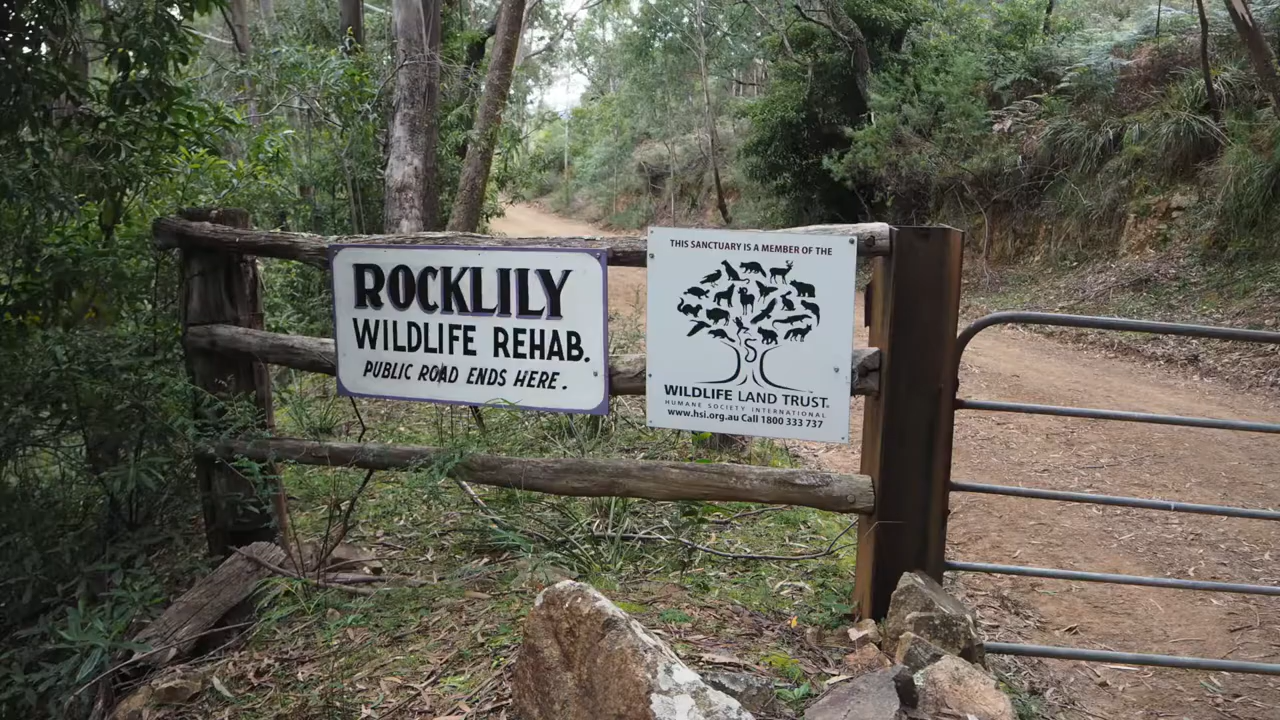 ROCKLILY
WILDLIFE REHAB.
PUBLIC ROAD ENDS HERE.
THIS SANCTUARY IS A MEMBER OF THE
WILDLIFE LAND TRUST
HUMANE SOCIETY INTERNATIONAL
www.hsi.org.au Call 1800 333 737